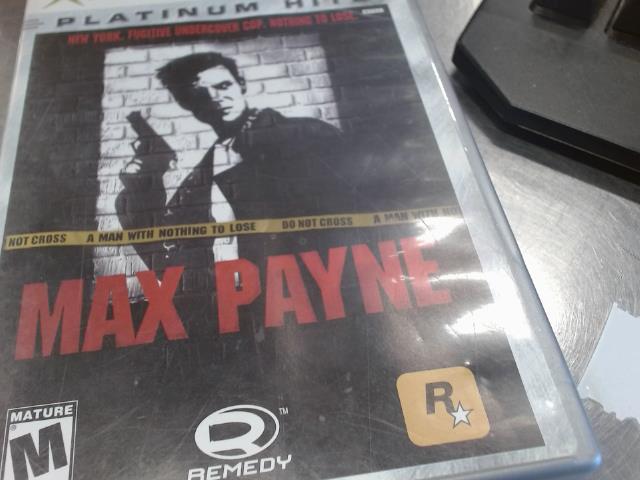 PLATINUM HITS
NEW YORK. FUGITIVE UNDERCOVER COP. NOTHING TO LOSE.
NOT CROSS A MAN WITH NOTHING TO LOSE DO NOT CROSS A MAN WITH
MAX PAYNE
MATURE
M
R
REMEDY
TM
R